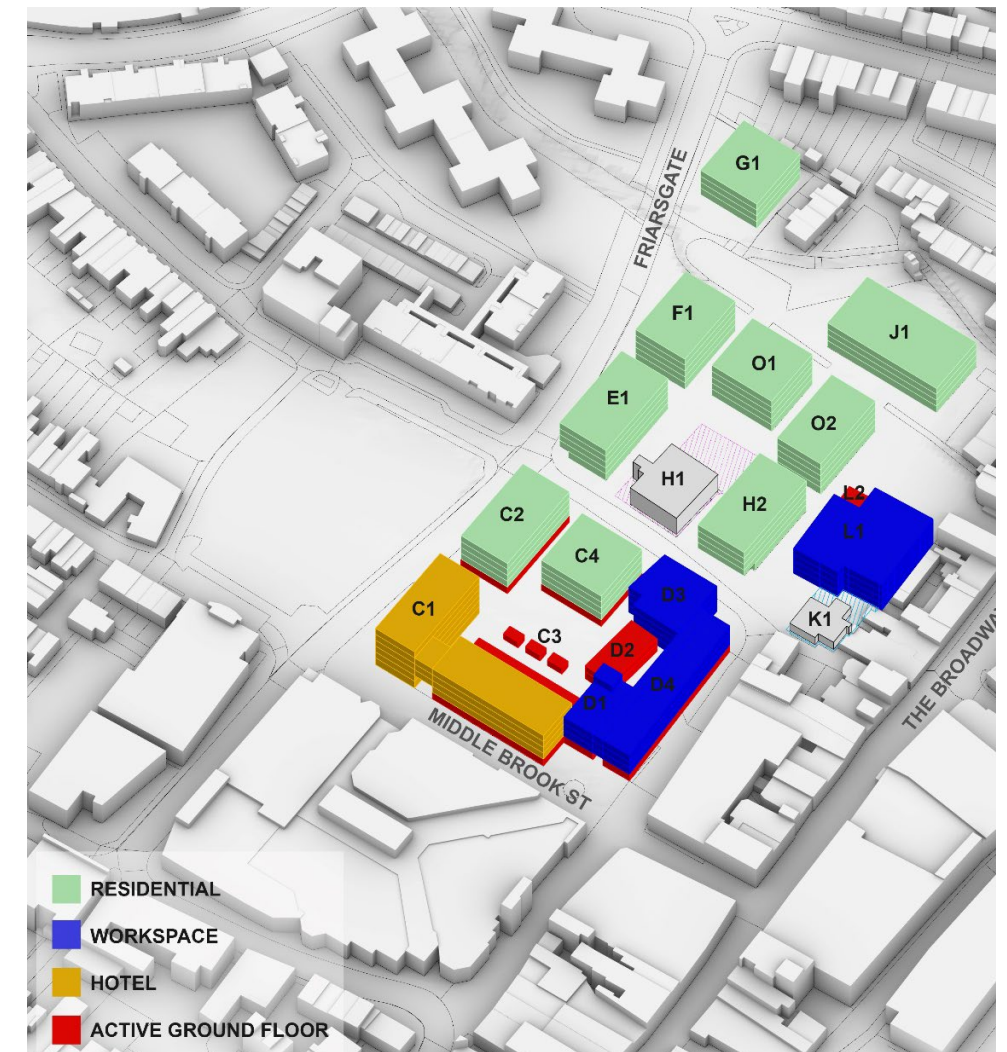 G1
FRIARSGATE
F1
J1
O1
E1
O2
H1
L2
C2
H2
L1
C4
C1
D3
K1
C3
D2
THE BROADWAY
D4
D1
MIDDLE BROOK ST
RESIDENTIAL
WORKSPACE
HOTEL
ACTIVE GROUND FLOOR